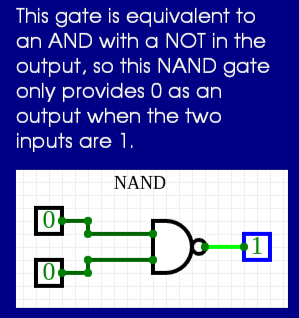 This gate is equivalent to
an AND with a NOT in the
output, so this NAND gate
only provides 0 as an
output when the two
inputs are 1.
NAND
0
1
0